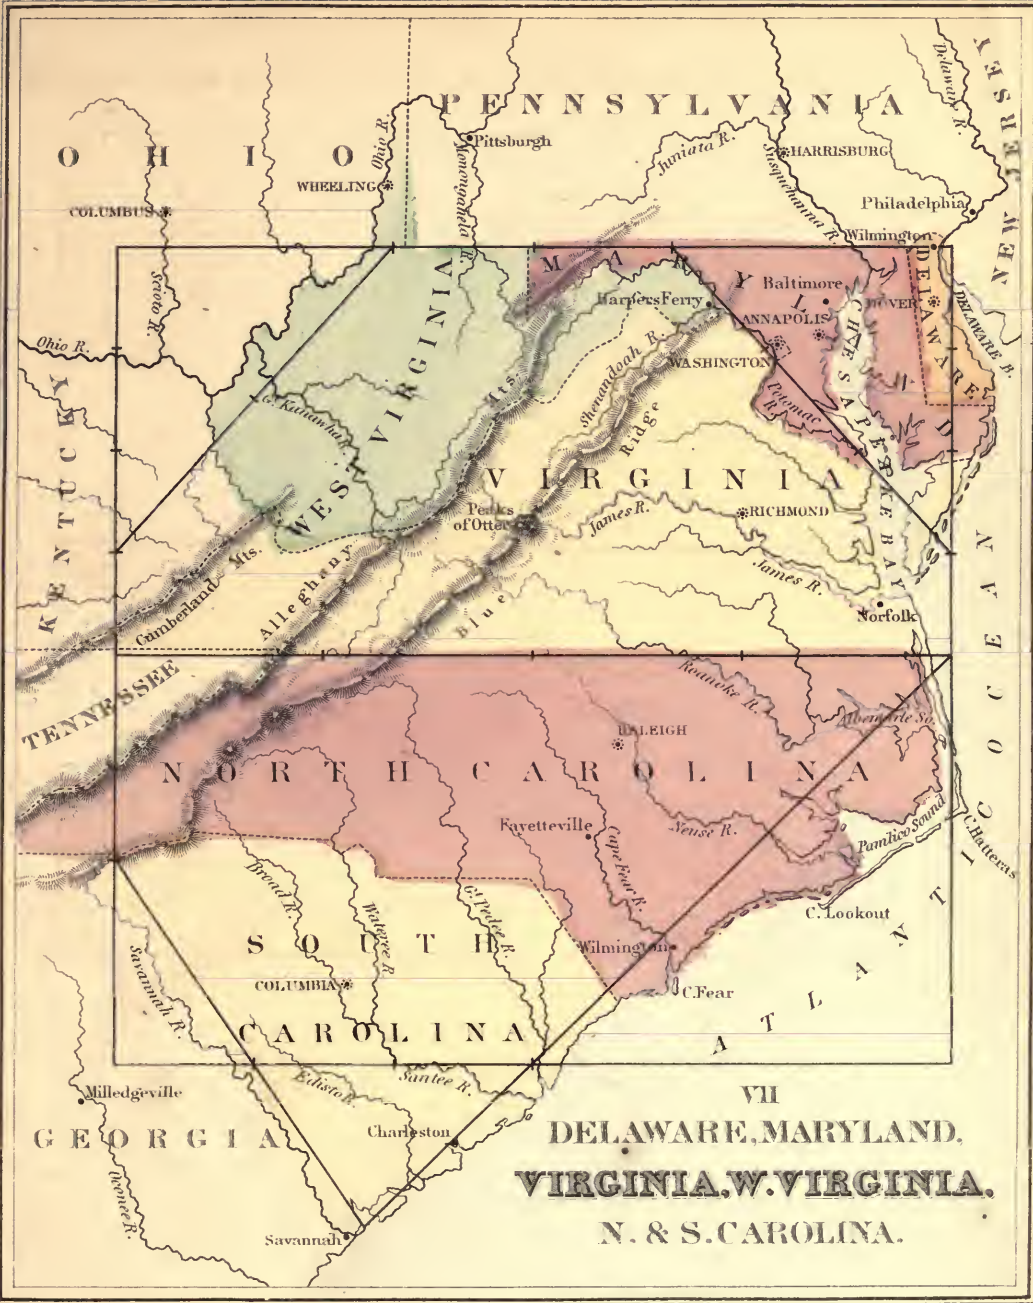 PENNSYLVANIA
OHIO
Ohio R.
Pittsburgh
Monongahela R.
WHEELING
COLUMBUS
Scioto R.
Ohio R.
Juniata R.
HARRISBURG
Susquehanna R.
Delaware R.
NEW JERSEY
Philadelphia
Wilmington
MARYLAND
Baltimore
ANNAPOLIS
DOVER
DELAWARE
DELAWARE B.
CHESAPEAKE BAY
Harpers Ferry
WASHINGTON
Potomac R.
Shenandoah R.
WEST VIRGINIA
G. Kanawha R.
KENTUCKY
VIRGINIA
Peaks of Otter
James R.
RICHMOND
James R.
Norfolk
Cumberland Mts.
Alleghany Mts.
Blue Ridge
TENNESSEE
NORTH CAROLINA
Roanoke R.
Albemarle So.
RALEIGH
Neuse R.
Fayetteville
Cape Fear R.
Pamlico Sound
C. Hatteras
C. Lookout
Wilmington
C. Fear
ATLANTIC OCEAN
SOUTH
CAROLINA
Broad R.
Wateree R.
Gt. Pedee R.
COLUMBIA
Savannah R.
Edisto R.
Santee R.
Charleston
Milledgeville
GEORGIA
Oconee R.
Savannah
VII
DELAWARE, MARYLAND,
VIRGINIA, W. VIRGINIA,
N. & S. CAROLINA.